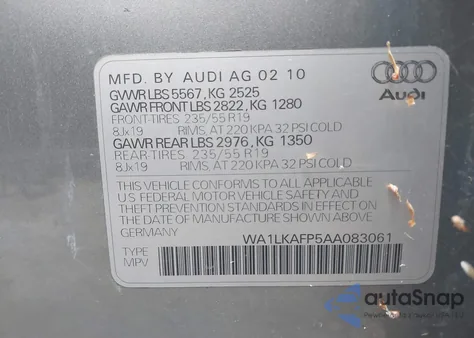 MFD. BY AUDI AG 02 10
GVWR LBS 5567, KG 2525
GAWR FRONT LBS 2822, KG 1280
FRONT-TIRES 235/55 R19
8Jx19 RIMS, AT 220 KPA 32 PSI COLD
GAWR REAR LBS 2976, KG 1350
REAR-TIRES 235/55 R19
8Jx19 RIMS, AT 220 KPA 32 PSI COLD
THIS VEHICLE CONFORMS TO ALL APPLICABLE
U.S FEDERAL MOTOR VEHICLE SAFETY AND
THEFT PREVENTION STANDARDS IN EFFECT ON
THE DATE OF MANUFACTURE SHOWN ABOVE
GERMANY WA1LKAFP5AA083061
TYPE
MPV
Audi
autoSnap